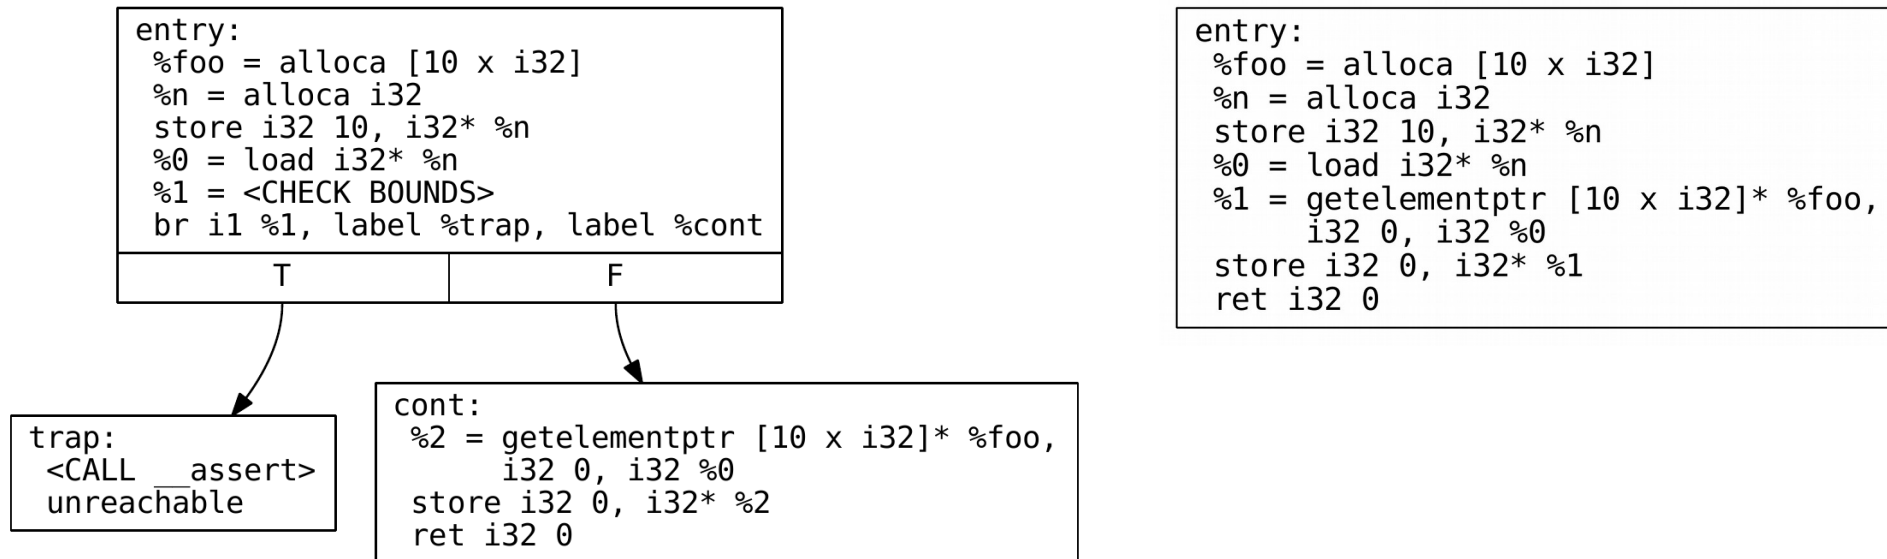 entry:
%foo = alloca [10 x i32]
%n = alloca i32
store i32 10, i32* %n
%0 = load i32* %n
%1 = <CHECK BOUNDS>
br i1 %1, label %trap, label %cont
T
F
trap:
<CALL __assert>
unreachable
cont:
%2 = getelementptr [10 x i32]* %foo,
i32 0, i32 %0
store i32 0, i32* %2
ret i32 0
entry:
%foo = alloca [10 x i32]
%n = alloca i32
store i32 10, i32* %n
%0 = load i32* %n
%1 = getelementptr [10 x i32]* %foo,
i32 0, i32 %0
store i32 0, i32* %1
ret i32 0